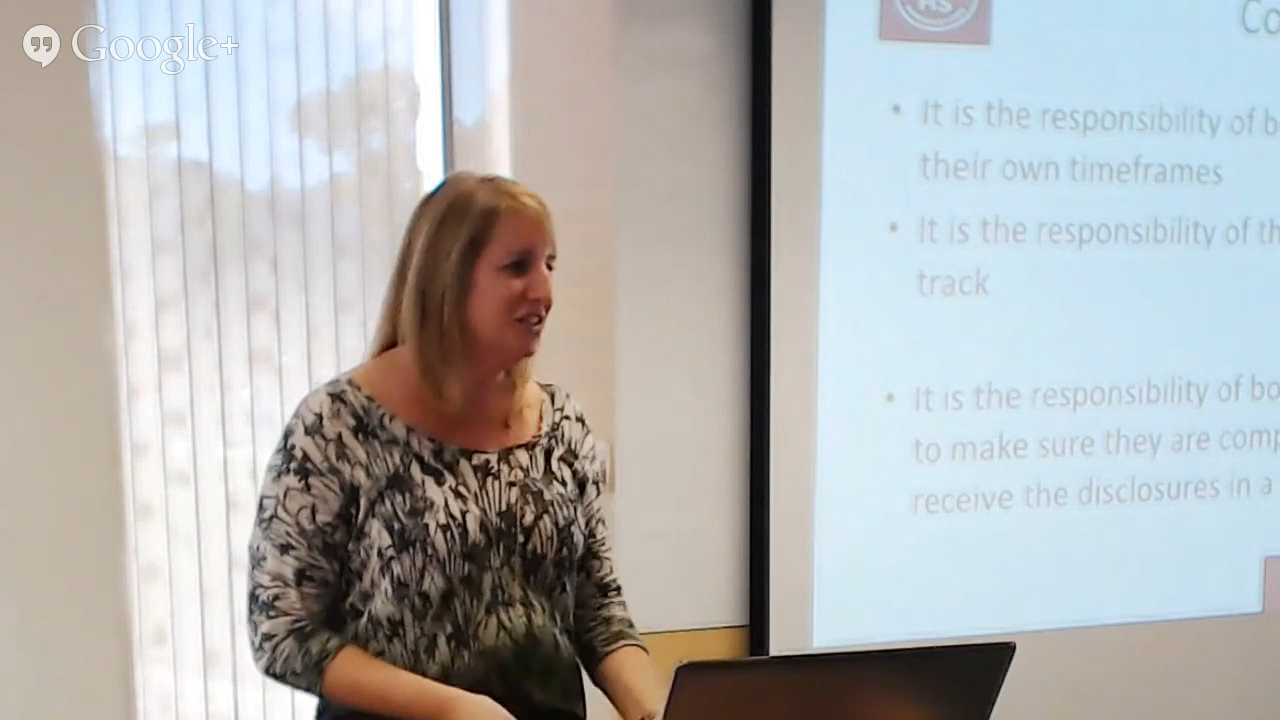 Google+
HS
Co
• It is the responsibility of b
their own timeframes
• It is the responsibility of th
track
• It is the responsibility of bo
to make sure they are comp
receive the disclosures in a